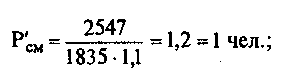 P'см = 2547 / (1835 · 1,1) = 1,2 = 1 чел.;